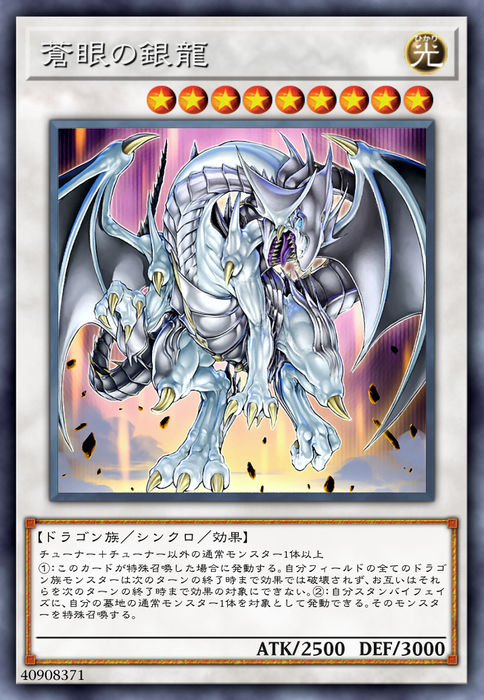 蒼眼の銀龍
ひかり
光
【ドラゴン族／シンクロ／効果】
チューナー＋チューナー以外の通常モンスター1体以上
①：このカードが特殊召喚した場合に発動する。自分フィールドの全てのドラゴ
ン族モンスターは次のターンの終了時まで効果では破壊されず、お互いはそれ
らを次のターンの終了時まで効果の対象にできない。②：自分スタンバイフェイ
ズに、自分の墓地の通常モンスター1体を対象として発動できる。そのモンスタ
ーを特殊召喚する。
ATK/2500 DEF/3000
40908371